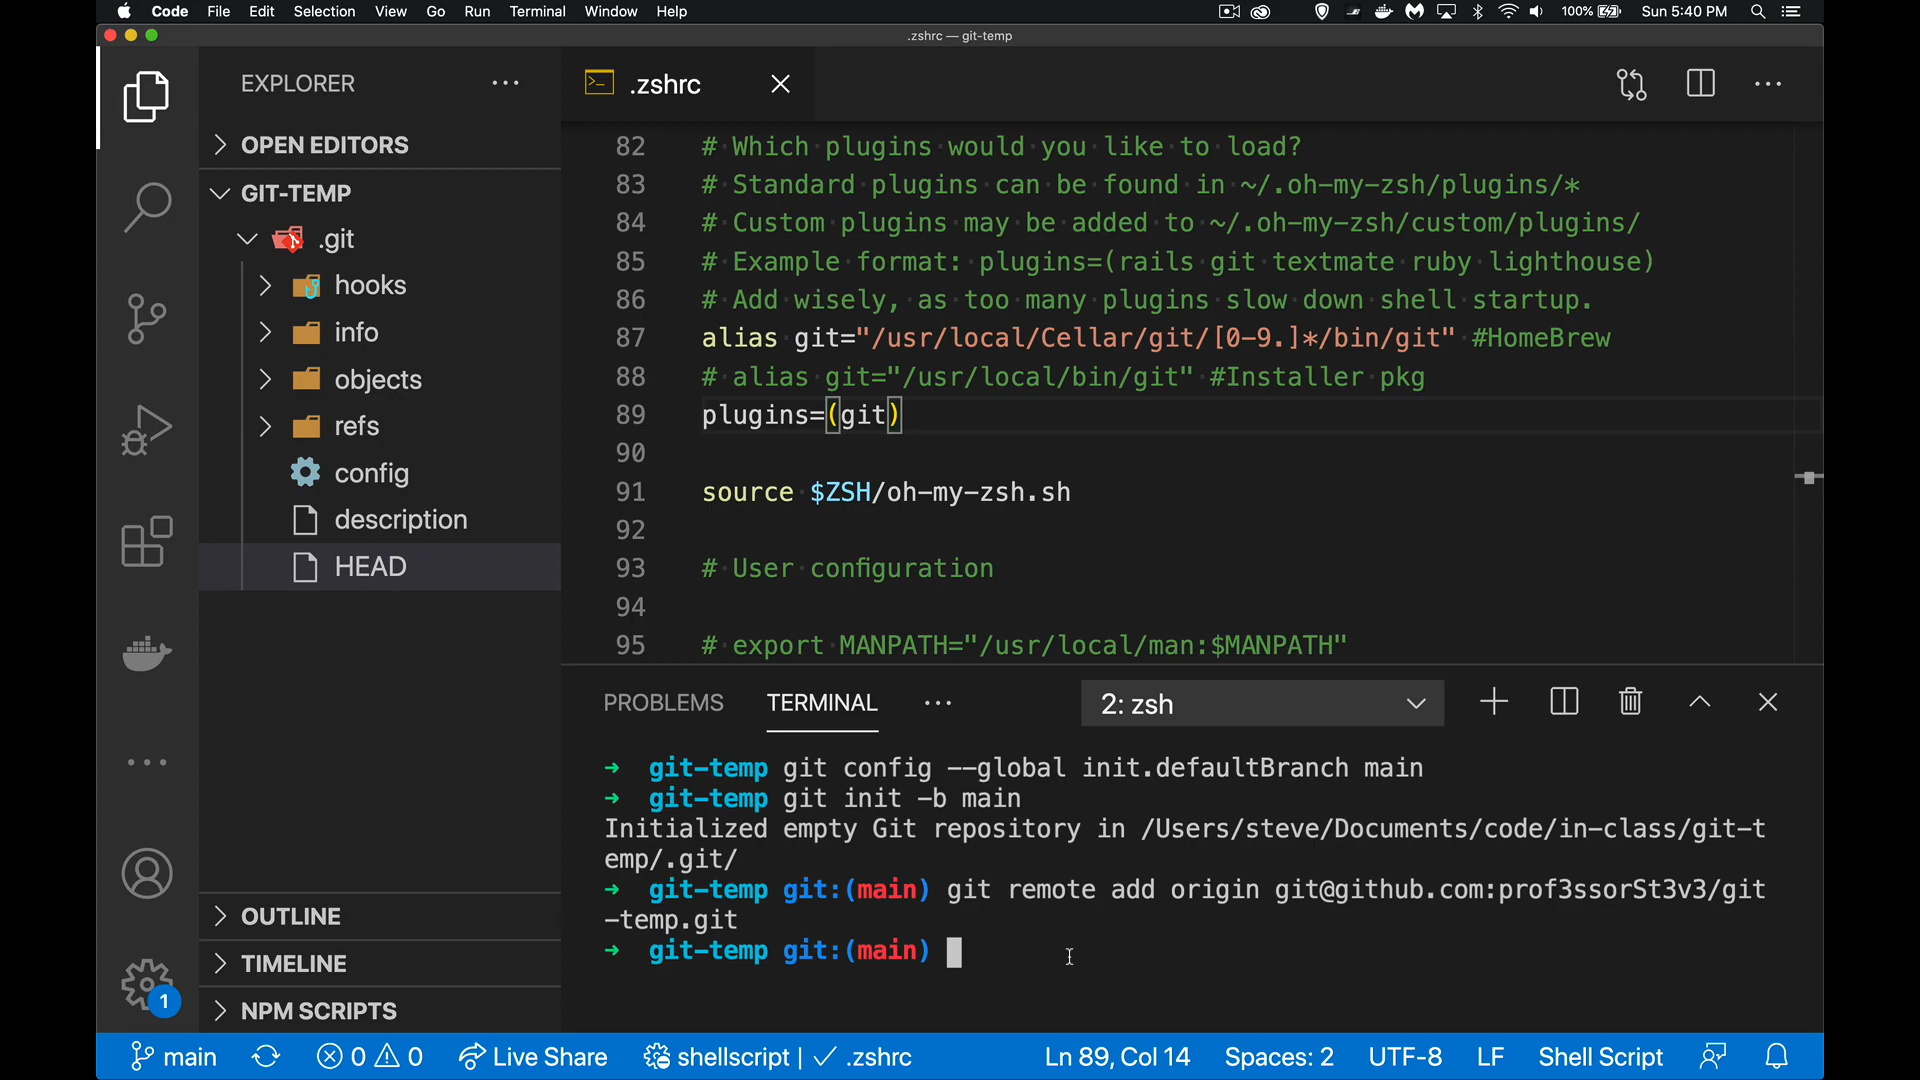 Code File Edit Selection View Go Run Terminal Window Help
100% Sun 5:40 PM
.zshrc — git-temp
EXPLORER
OPEN EDITORS
GIT-TEMP
.git
hooks
info
objects
refs
config
description
HEAD
OUTLINE
TIMELINE
NPM SCRIPTS
1
.zshrc
82 # Which plugins would you like to load?
83 # Standard plugins can be found in ~/.oh-my-zsh/plugins/*
84 # Custom plugins may be added to ~/.oh-my-zsh/custom/plugins/
85 # Example format: plugins=(rails git textmate ruby lighthouse)
86 # Add wisely, as too many plugins slow down shell startup.
87 alias git="/usr/local/Cellar/git/[0-9.]*/bin/git" #HomeBrew
88 # alias git="/usr/local/bin/git" #Installer pkg
89 plugins=(git)
90
91 source $ZSH/oh-my-zsh.sh
92
93 # User configuration
94
95 # export MANPATH="/usr/local/man:$MANPATH"
PROBLEMS TERMINAL 2: zsh
➜ git-temp git config --global init.defaultBranch main
➜ git-temp git init -b main
Initialized empty Git repository in /Users/steve/Documents/code/in-class/git-t
emp/.git/
➜ git-temp git:(main) git remote add origin git@github.com:prof3ssorSt3v3/git
-temp.git
➜ git-temp git:(main)
main 0 0 Live Share shellscript | ✓ .zshrc Ln 89, Col 14 Spaces: 2 UTF-8 LF Shell Script